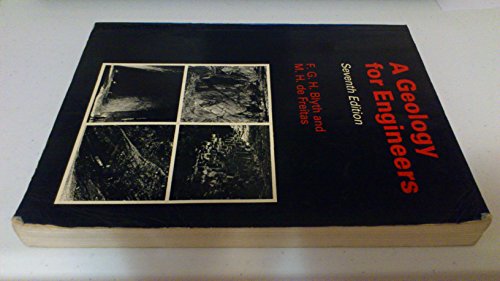 A Geology
for Engineers
Seventh Edition
F. G. H. Blyth and
M. H. de Freitas